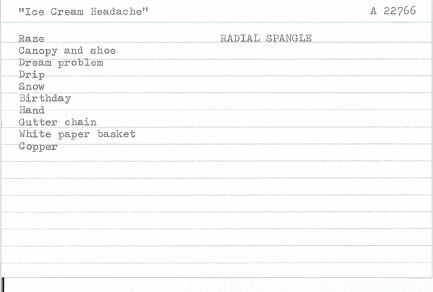 "Ice Cream Headache" A 22766
Raze RADIAL SPANGLE
Canopy and shoe
Dream problem
Drip
Snow
Birthday
Hand
Gutter chain
White paper basket
Copper